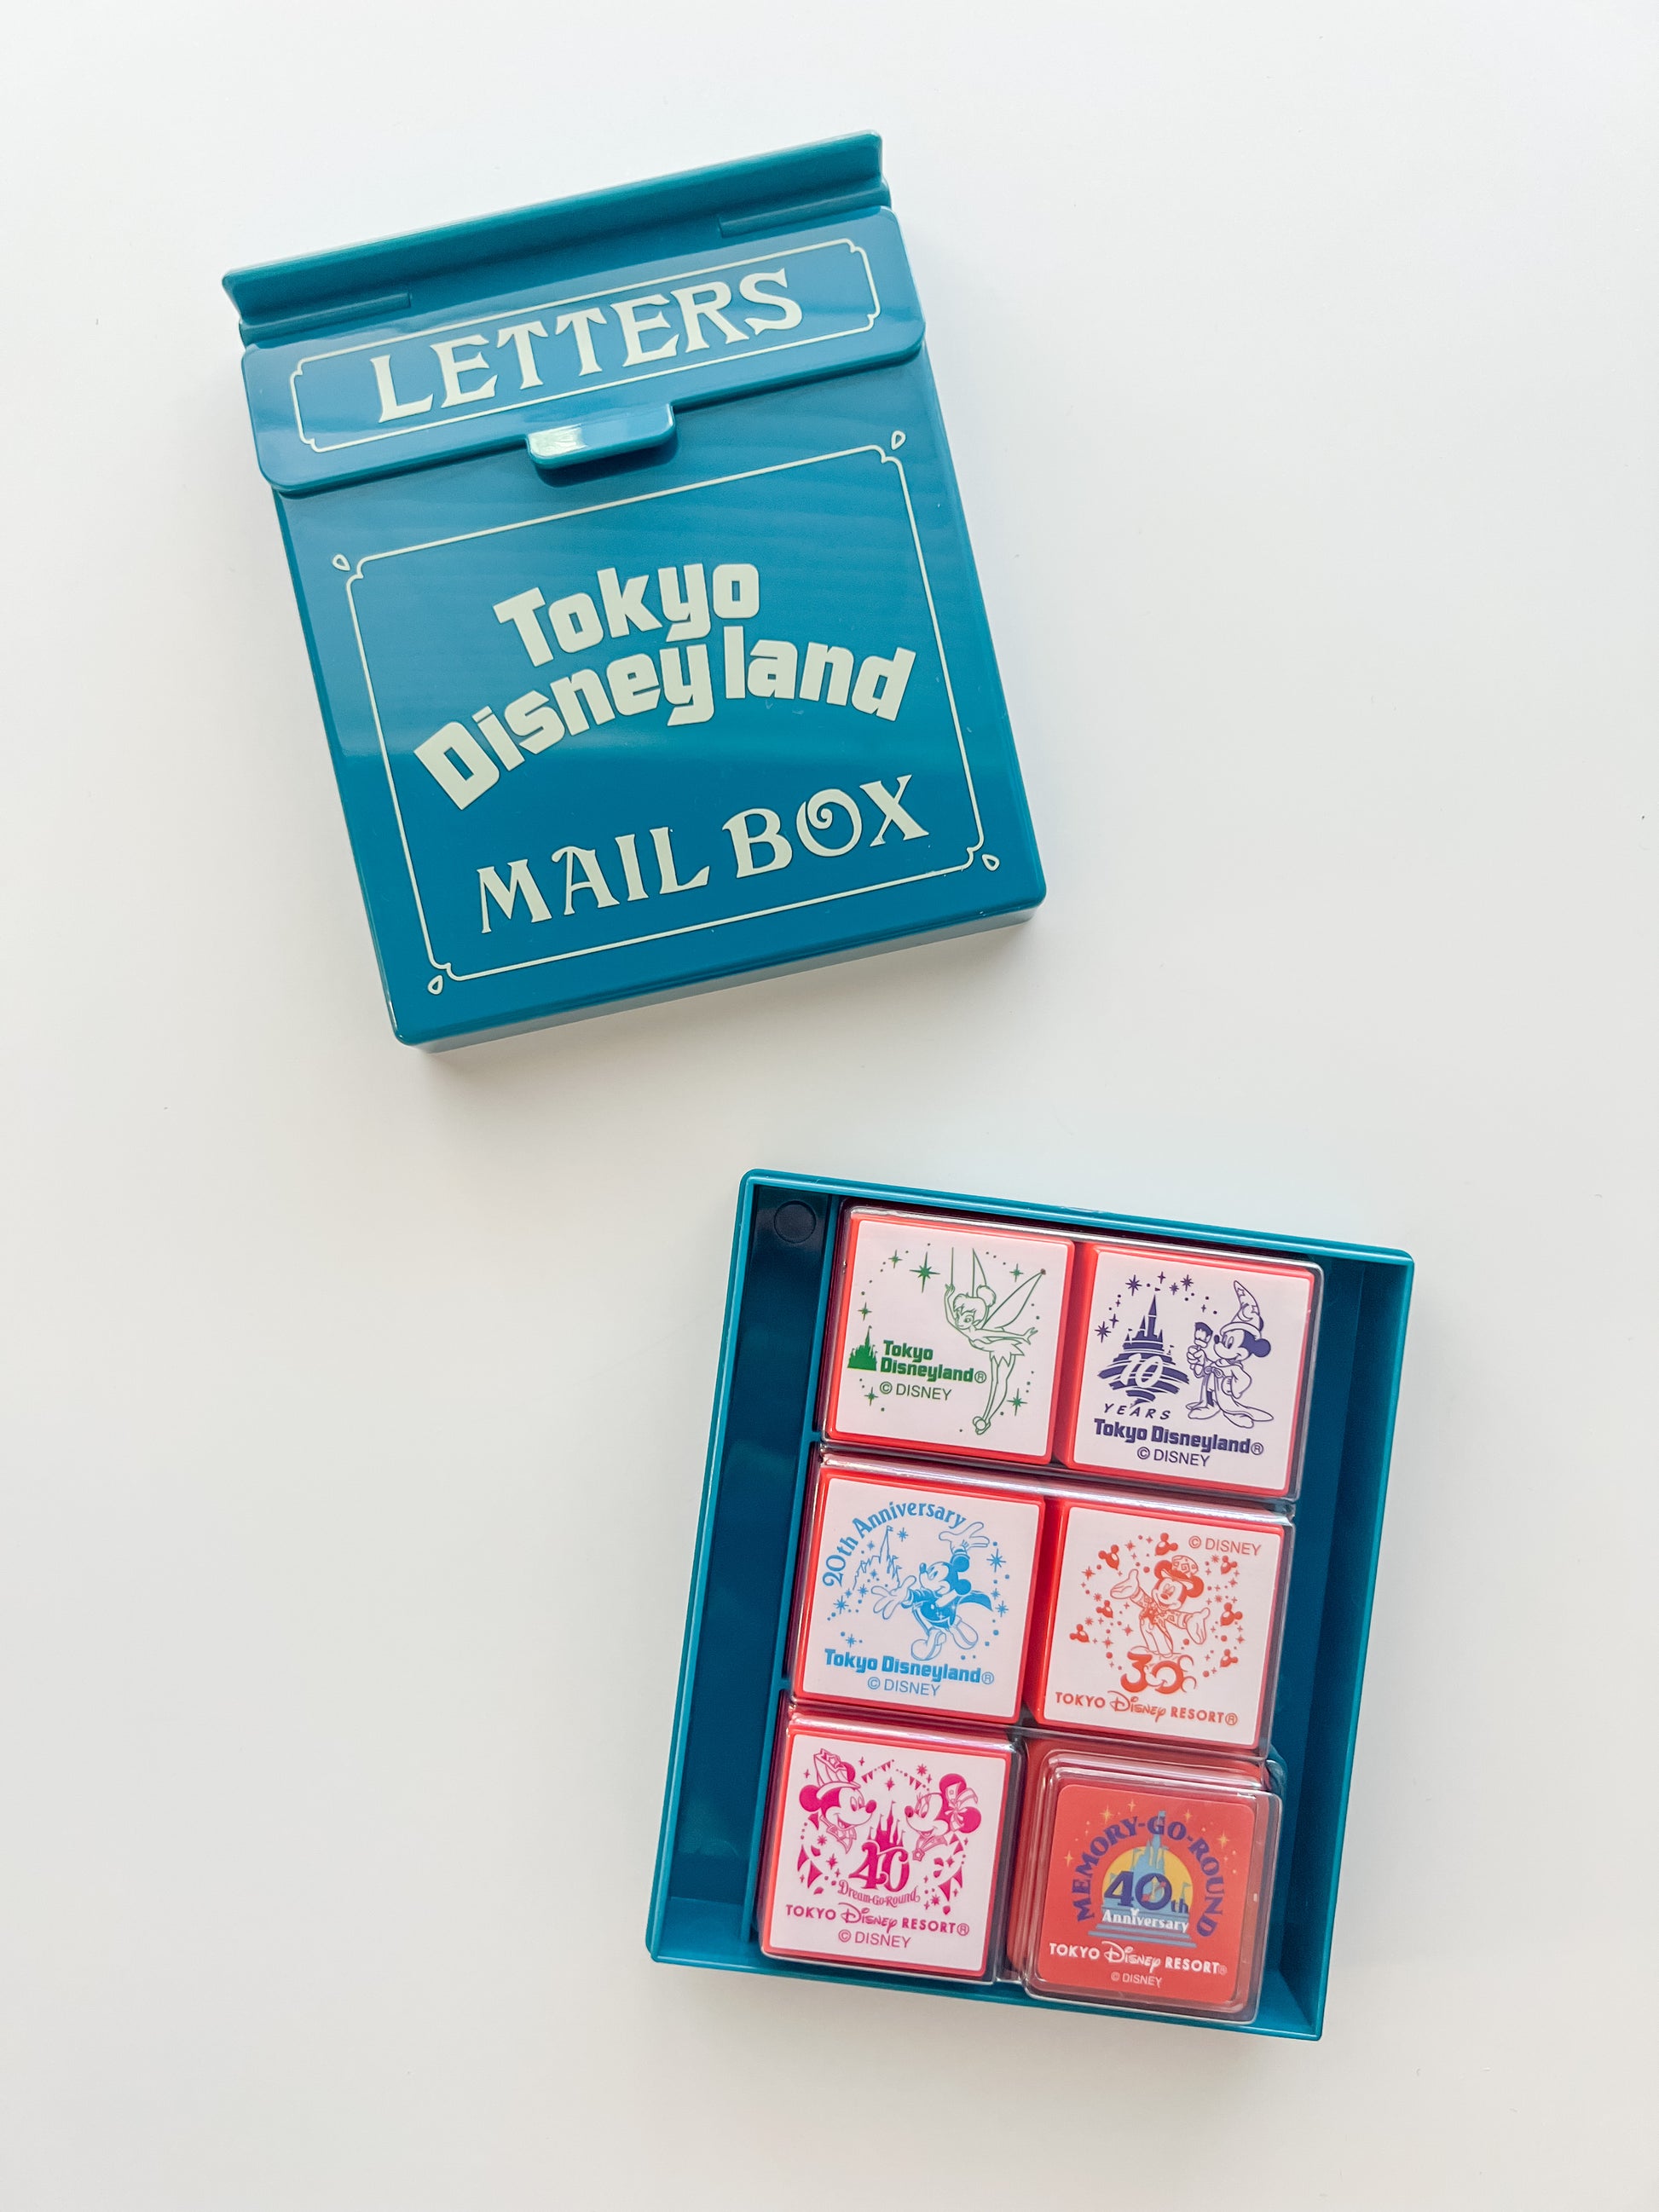 LETTERS
Tokyo
Disneyland
MAIL BOX
Tokyo
Disneyland®
© DISNEY
10
YEARS
Tokyo Disneyland®
© DISNEY
20th Anniversary
Tokyo Disneyland®
© DISNEY
© DISNEY
30
TOKYO Disney RESORT®
40
Dream-Go-Round
TOKYO Disney RESORT®
© DISNEY
MEMORY-GO-ROUND
40th
Anniversary
TOKYO Disney RESORT®
© DISNEY